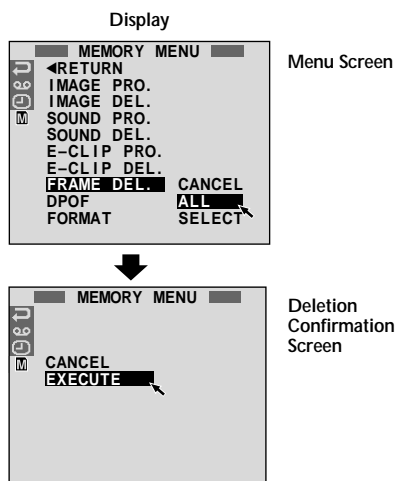 Display
MEMORY MENU
Menu Screen
◄RETURN
IMAGE PRO.
IMAGE DEL.
SOUND PRO.
M
SOUND DEL.
E–CLIP PRO.
E–CLIP DEL.
FRAME DEL. CANCEL
DPOF ALL
FORMAT SELECT
MEMORY MENU
Deletion
Confirmation
Screen
M
CANCEL
EXECUTE